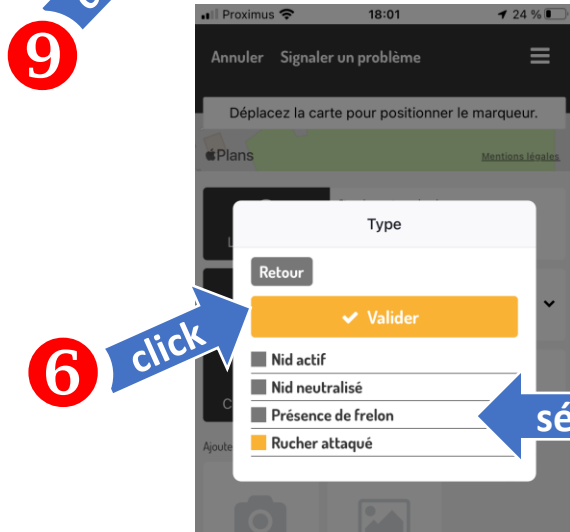 9
Proximus 18:01 24 %
Annuler Signaler un problème
Déplacez la carte pour positionner le marqueur.
Plans Mentions légales
Type
Retour
Valider
click
6
Nid actif
Nid neutralisé
Présence de frelon
sé
Rucher attaqué
Ajoute